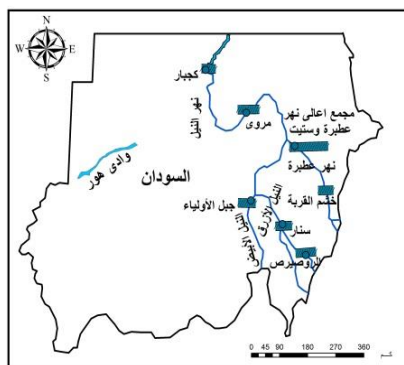 N
W E
S
كجبار
نهر النيل
مروى
مجمع اعالى نهر
عطبرة وستيت
نهر عطبرة
خشم القربة
وادى هور
السودان
جبل الأولياء
النيل الأبيض
النيل الأزرق
سنار
الروصيرص
0 45 90 180 270 360
كم